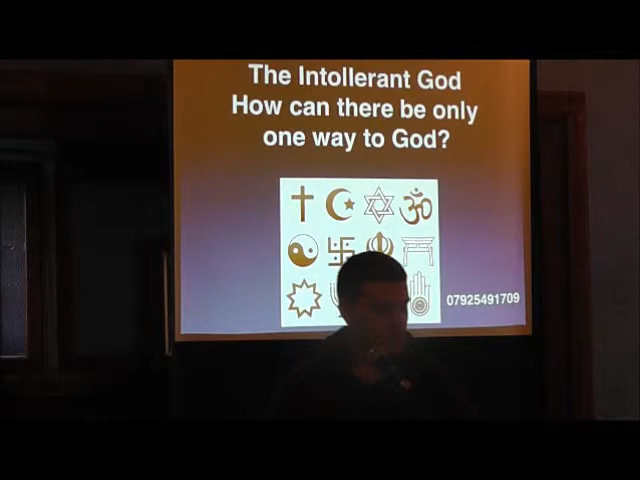 The Intollerant God
How can there be only
one way to God?
07925491709